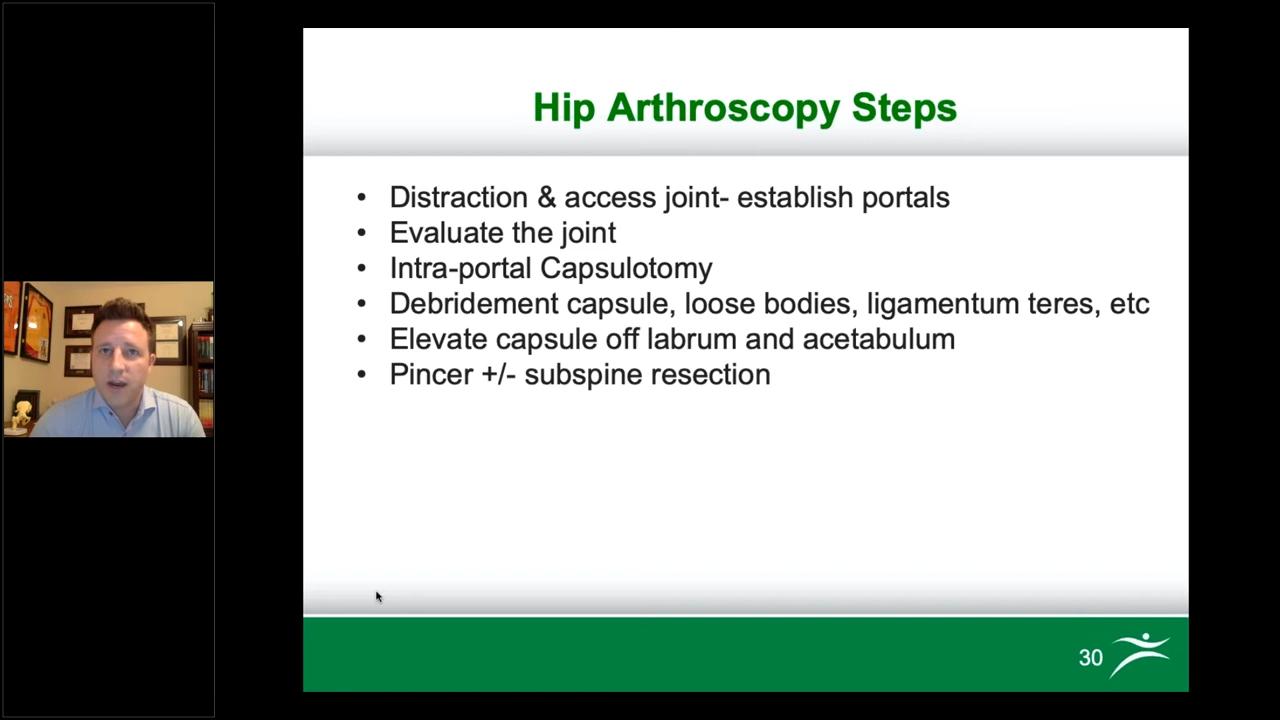 Hip Arthroscopy Steps
• Distraction & access joint- establish portals
• Evaluate the joint
• Intra-portal Capsulotomy
• Debridement capsule, loose bodies, ligamentum teres, etc
• Elevate capsule off labrum and acetabulum
• Pincer +/- subspine resection
30